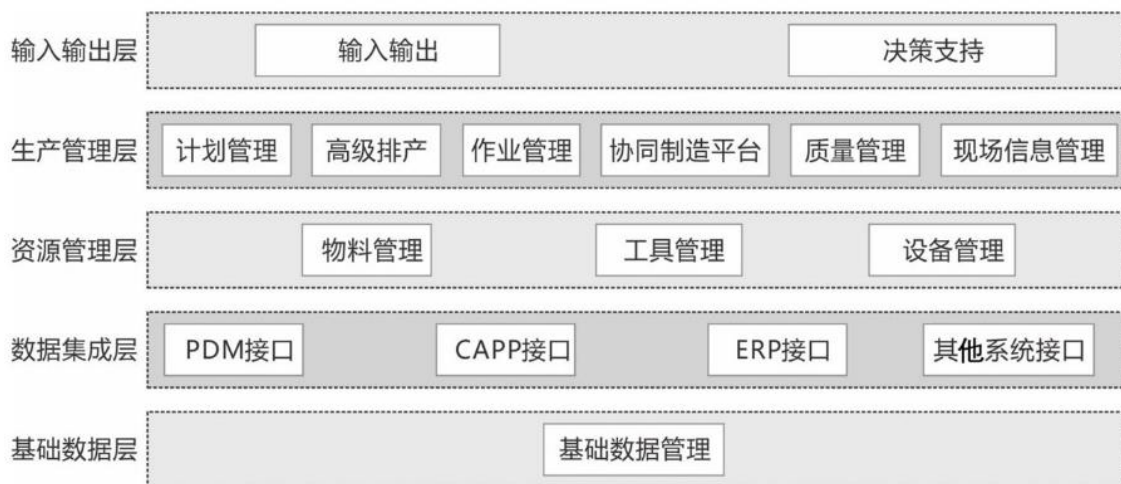 输入输出层 输入输出 决策支持
生产管理层 计划管理 高级排产 作业管理 协同制造平台 质量管理 现场信息管理
资源管理层 物料管理 工具管理 设备管理
数据集成层 PDM接口 CAPP接口 ERP接口 其他系统接口
基础数据层 基础数据管理